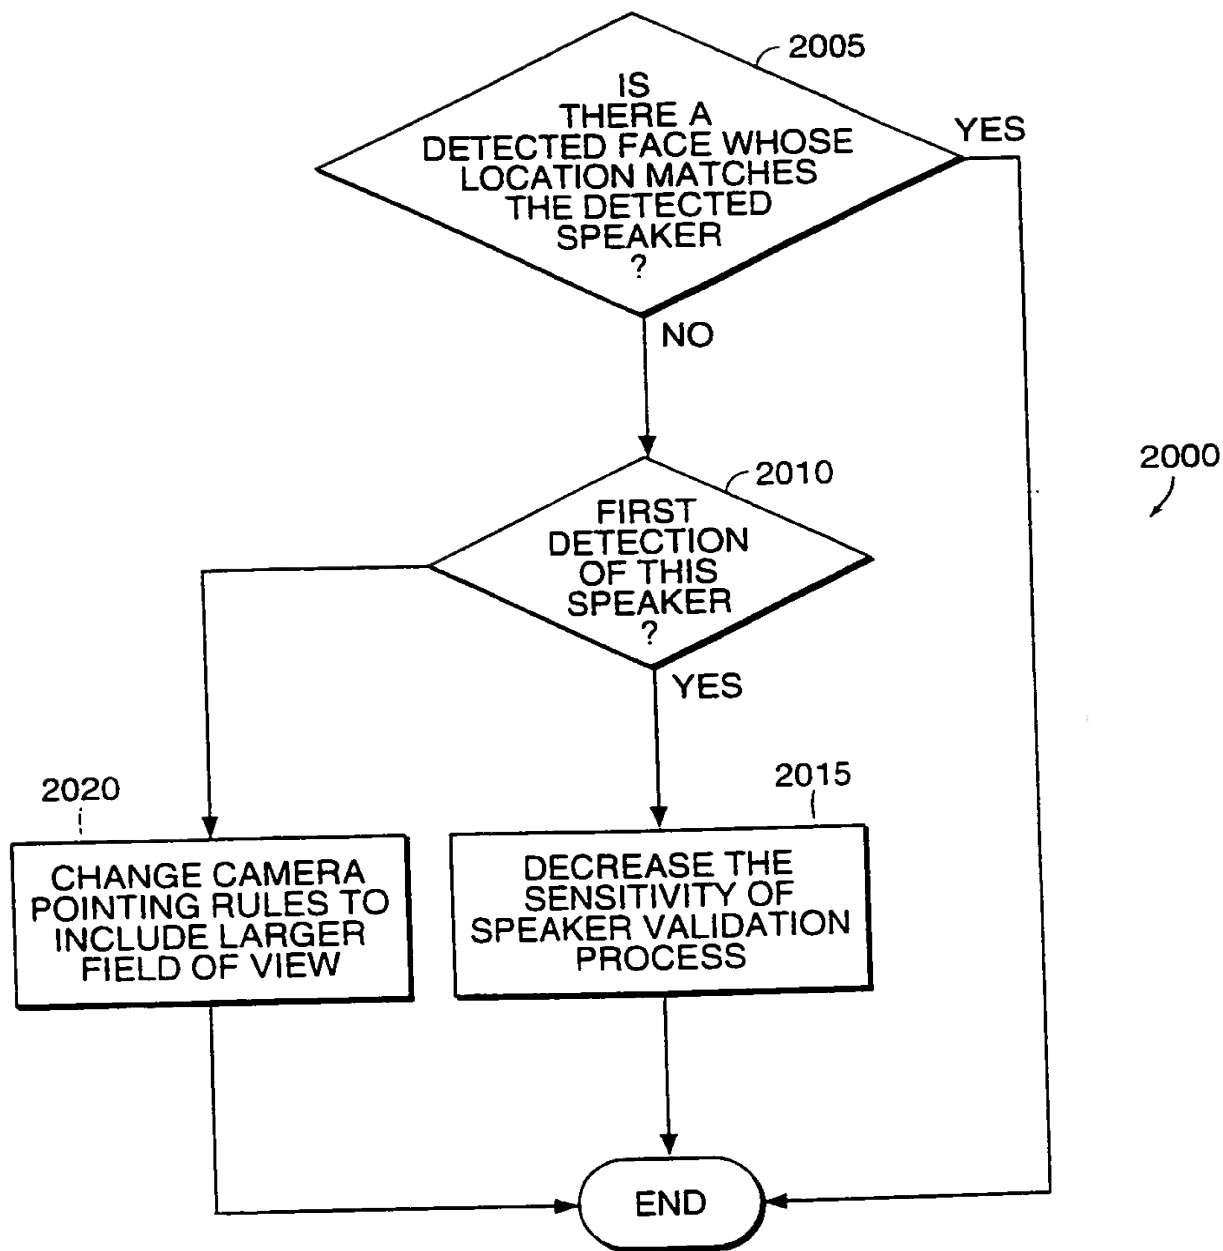 2005
IS
THERE A
DETECTED FACE WHOSE
LOCATION MATCHES
THE DETECTED
SPEAKER
?
YES
NO
2000
2010
FIRST
DETECTION
OF THIS
SPEAKER
?
YES
2020
CHANGE CAMERA
POINTING RULES TO
INCLUDE LARGER
FIELD OF VIEW
2015
DECREASE THE
SENSITIVITY OF
SPEAKER VALIDATION
PROCESS
END